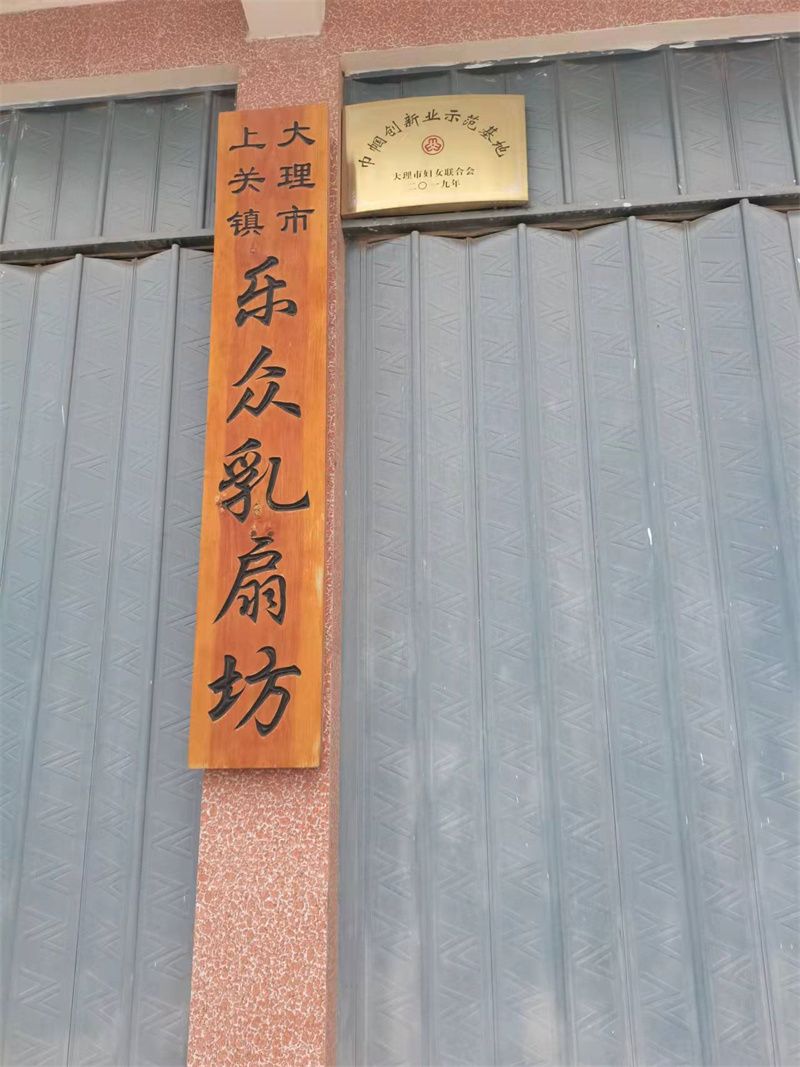 大理市
上关镇
乐众乳扇坊
巾帼创新业示范基地
大理市妇女联合会
二〇一九年